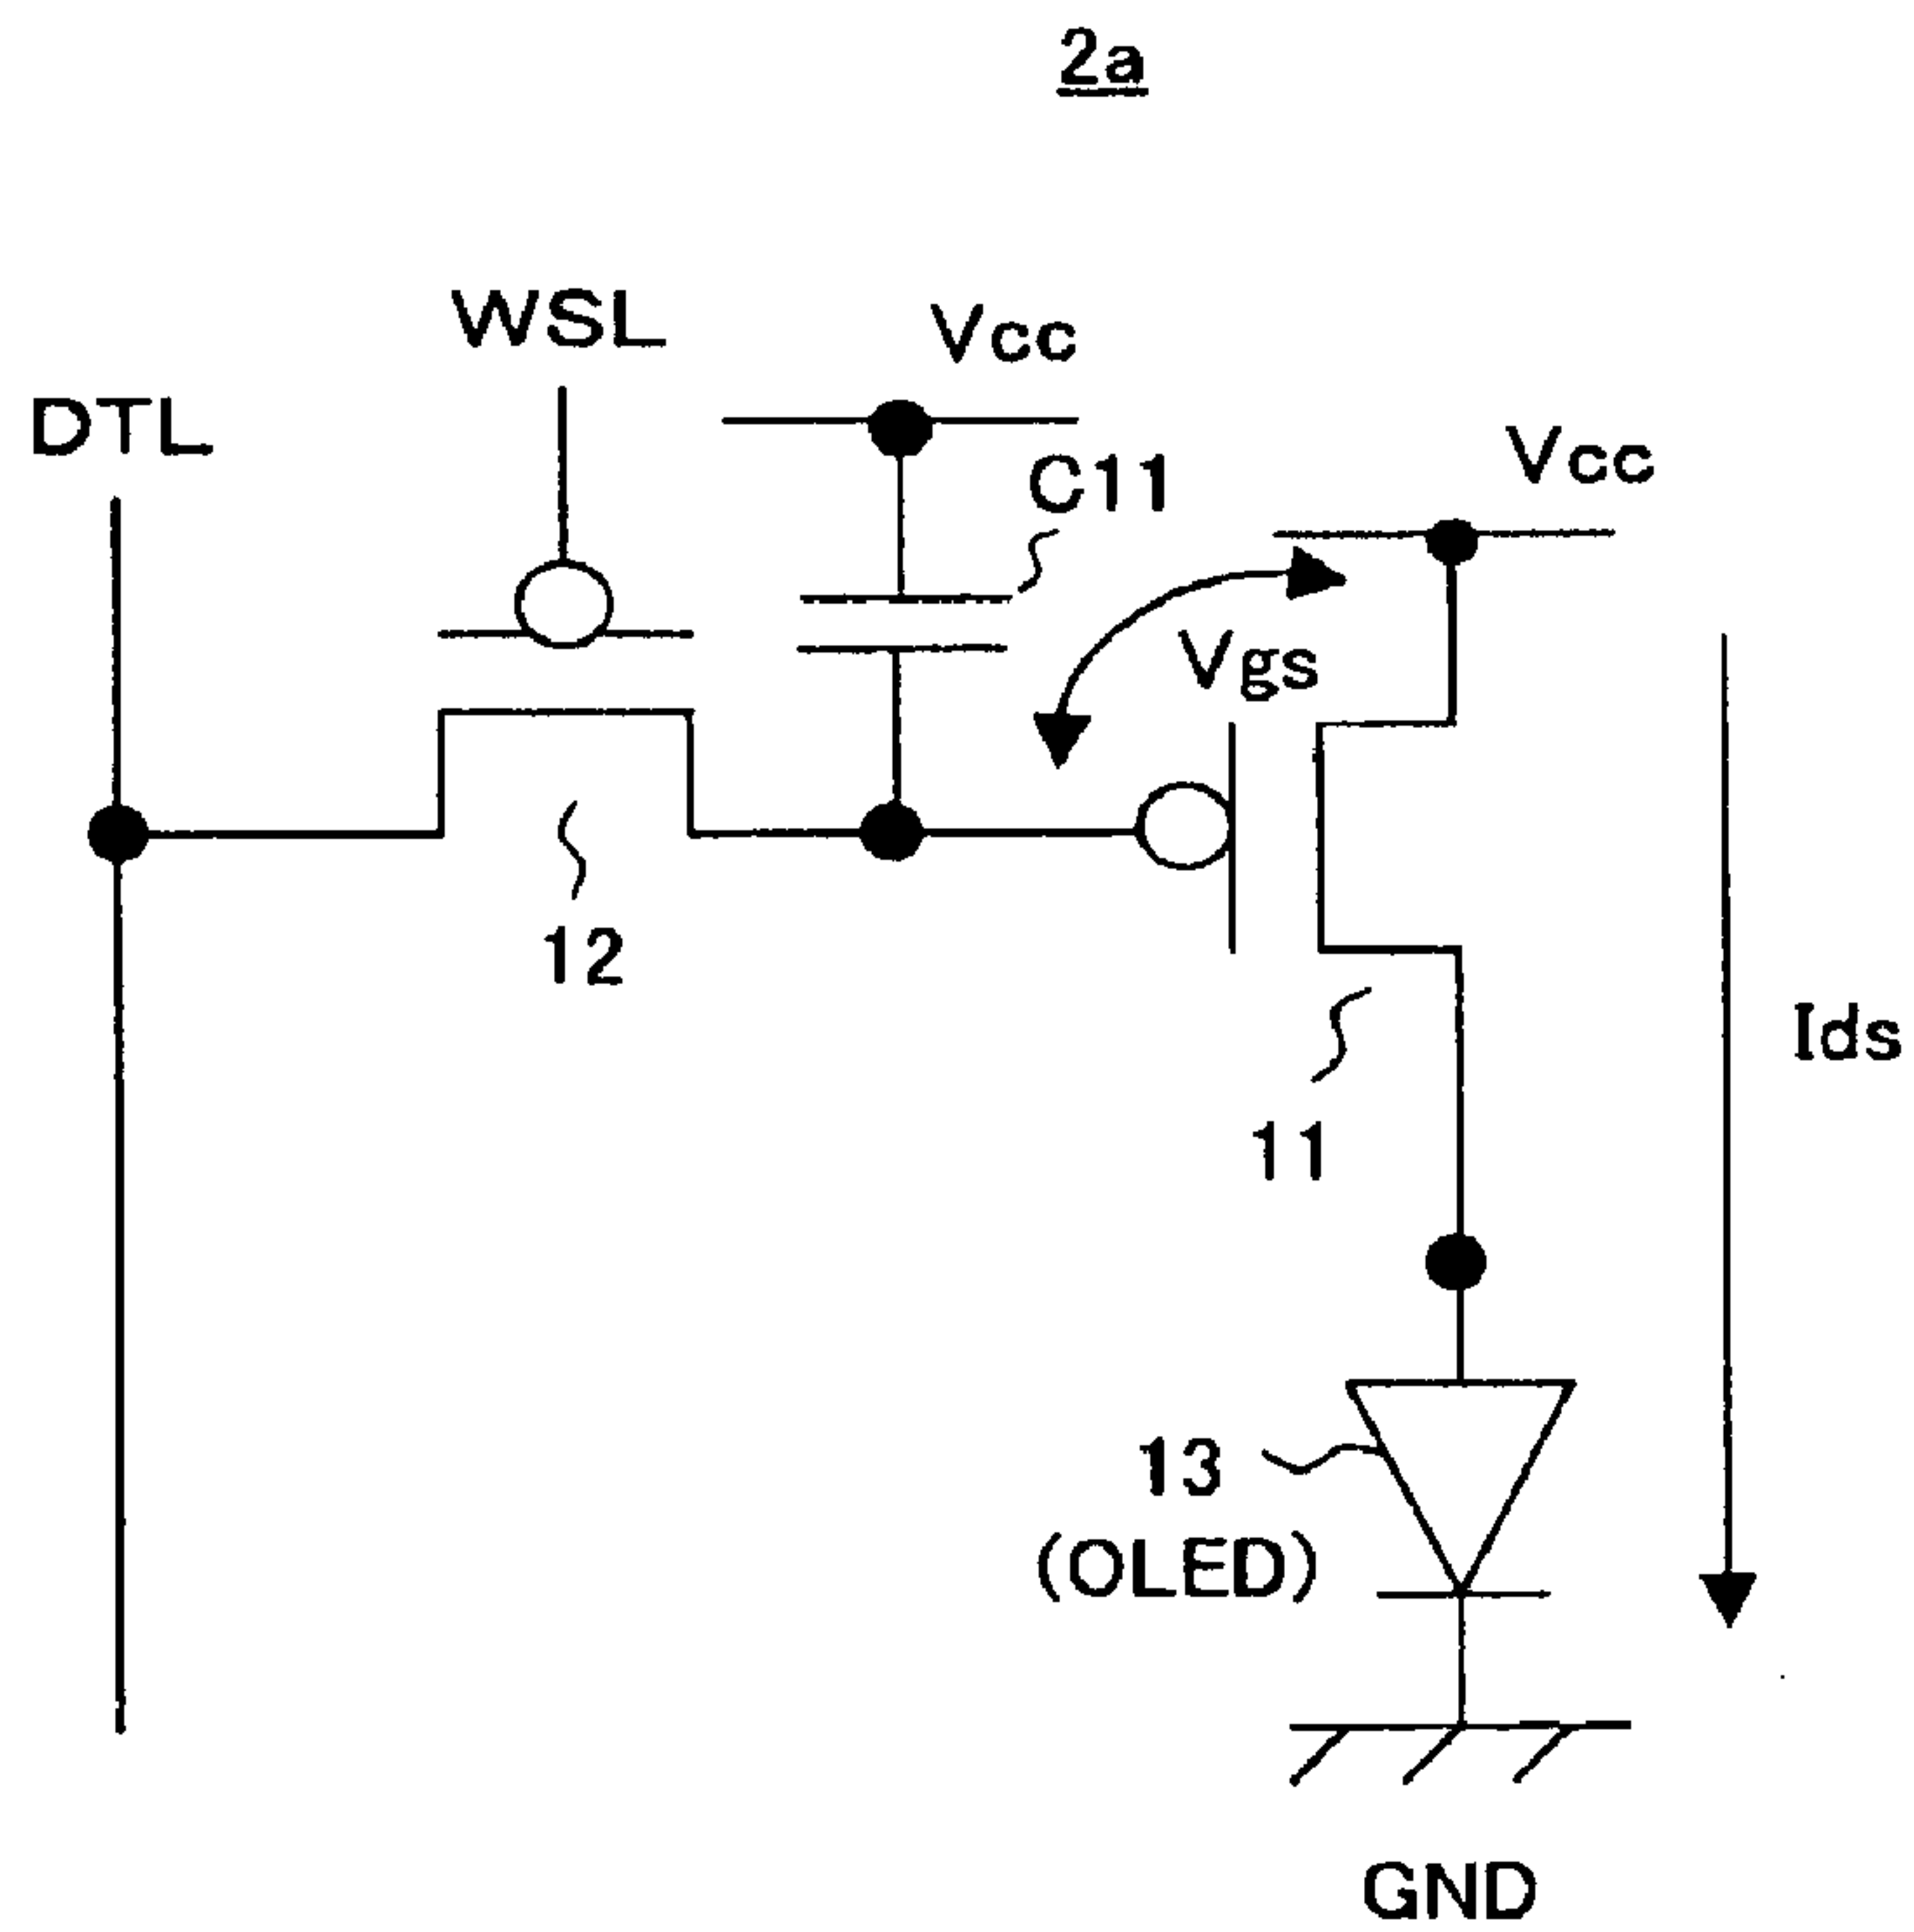 2a
WSL
Vcc
DTL
C11
Vcc
Vgs
12
Ids
11
13
(OLED)
GND